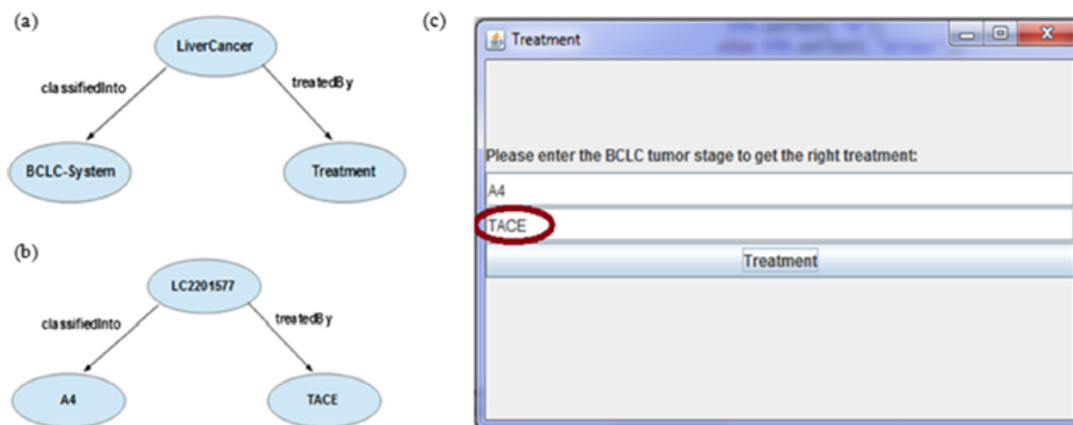 (a)
LiverCancer
classifiedInto
treatedBy
BCLC-System
Treatment
(b)
LC2201577
classifiedInto
treatedBy
A4
TACE
(c)
Treatment
Please enter the BCLC tumor stage to get the right treatment:
A4
TACE
Treatment